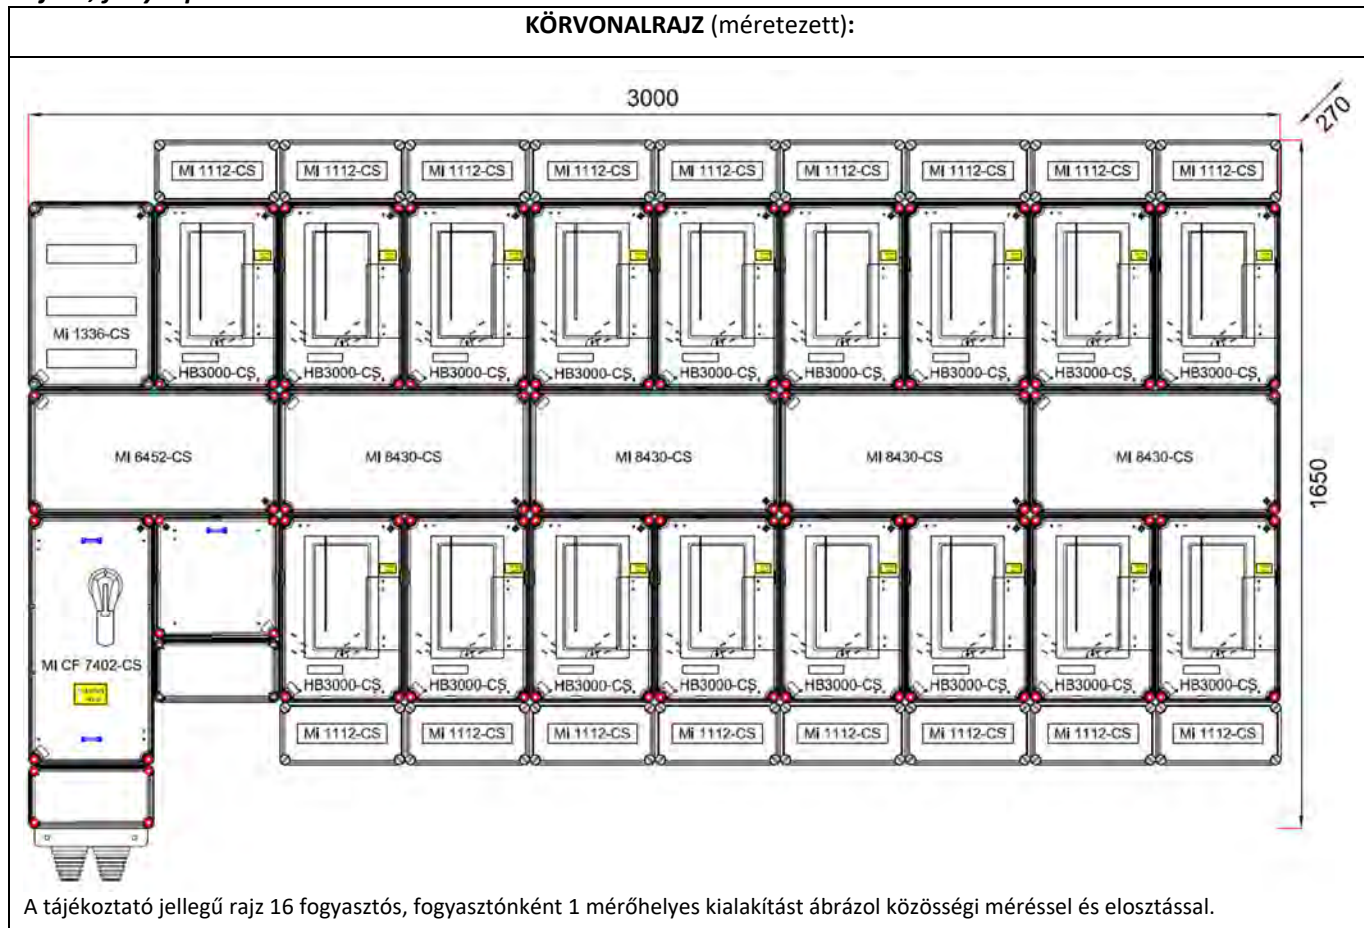 KÖRVONALRAJZ (méretezett):
3000
270
MI 1112-CS MI 1112-CS MI 1112-CS MI 1112-CS MI 1112-CS MI 1112-CS MI 1112-CS MI 1112-CS MI 1112-CS
Mi 1336-CS
HB3000-CS HB3000-CS HB3000-CS HB3000-CS HB3000-CS HB3000-CS HB3000-CS HB3000-CS HB3000-CS
MI 6452-CS MI 8430-CS MI 8430-CS MI 8430-CS MI 8430-CS
1650
MI CF 7402-CS
HB3000-CS HB3000-CS HB3000-CS HB3000-CS HB3000-CS HB3000-CS HB3000-CS HB3000-CS
Mi 1112-CS Mi 1112-CS Mi 1112-CS Mi 1112-CS Mi 1112-CS Mi 1112-CS Mi 1112-CS Mi 1112-CS
A tájékoztató jellegű rajz 16 fogyasztós, fogyasztónként 1 mérőhelyes kialakítást ábrázol közösségi méréssel és elosztással.